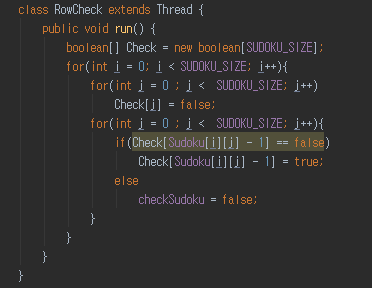 class RowCheck extends Thread {
public void run() {
boolean[] Check = new boolean[SUDOKU_SIZE];
for(int i = 0; i < SUDOKU_SIZE; i++){
for(int j = 0 ; j <  SUDOKU_SIZE; j++)
Check[j] = false;
for(int j = 0 ; j <  SUDOKU_SIZE; j++){
if(Check[Sudoku[i][j] - 1] == false)
Check[Sudoku[i][j] - 1] = true;
else
checkSudoku = false;
}
}
}
}